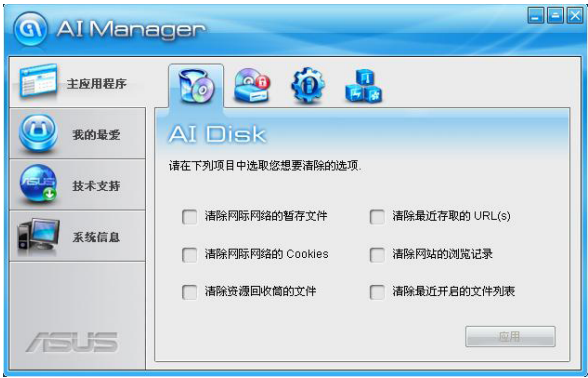 AI Manager
主应用程序
我的最爱
技术支持
系统信息
ASUS
AI Disk
请在下列项目中选取您想要清除的选项.
清除网际网络的暂存文件
清除最近存取的 URL(s)
清除网际网络的 Cookies
清除网站的浏览记录
清除资源回收筒的文件
清除最近开启的文件列表
应用